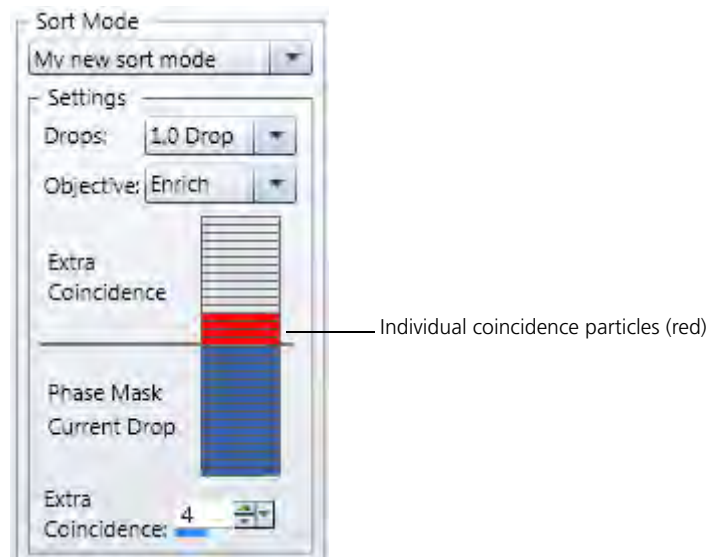 Sort Mode
My new sort mode
Settings
Drops: 1.0 Drop
Objective: Enrich
Extra
Coincidence
Individual coincidence particles (red)
Phase Mask
Current Drop
Extra
Coincidence: 4